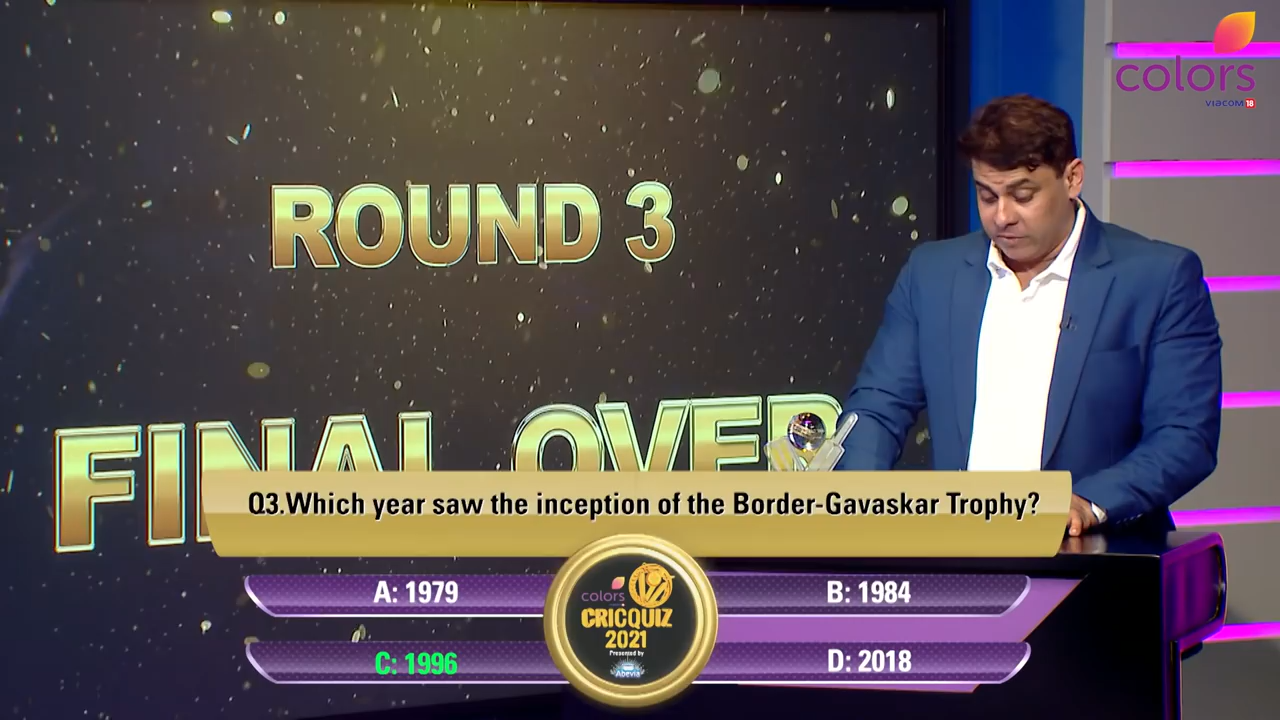 colors
VIACOM18
ROUND 3
FINAL OVER
Q3.Which year saw the inception of the Border-Gavaskar Trophy?
A: 1979
B: 1984
C: 1996
D: 2018
colors
CRICQUIZ
2021
Presented by
Abevia